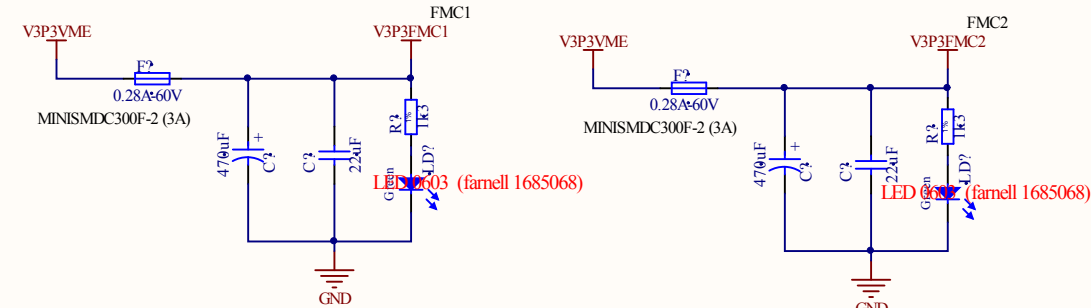 FMC1
V3P3VME
V3P3FMC1
F?
0.28A-60V
MINISMDC300F-2 (3A)
470uF
+
C?
C?
22uF
R?
1%
1k3
LD?
Green
LED 0603 (farnell 1685068)
GND
FMC2
V3P3VME
V3P3FMC2
F?
0.28A-60V
MINISMDC300F-2 (3A)
470uF
+
C?
C?
22uF
R?
1%
1k3
LD?
Green
LED 0603 (farnell 1685068)
GND